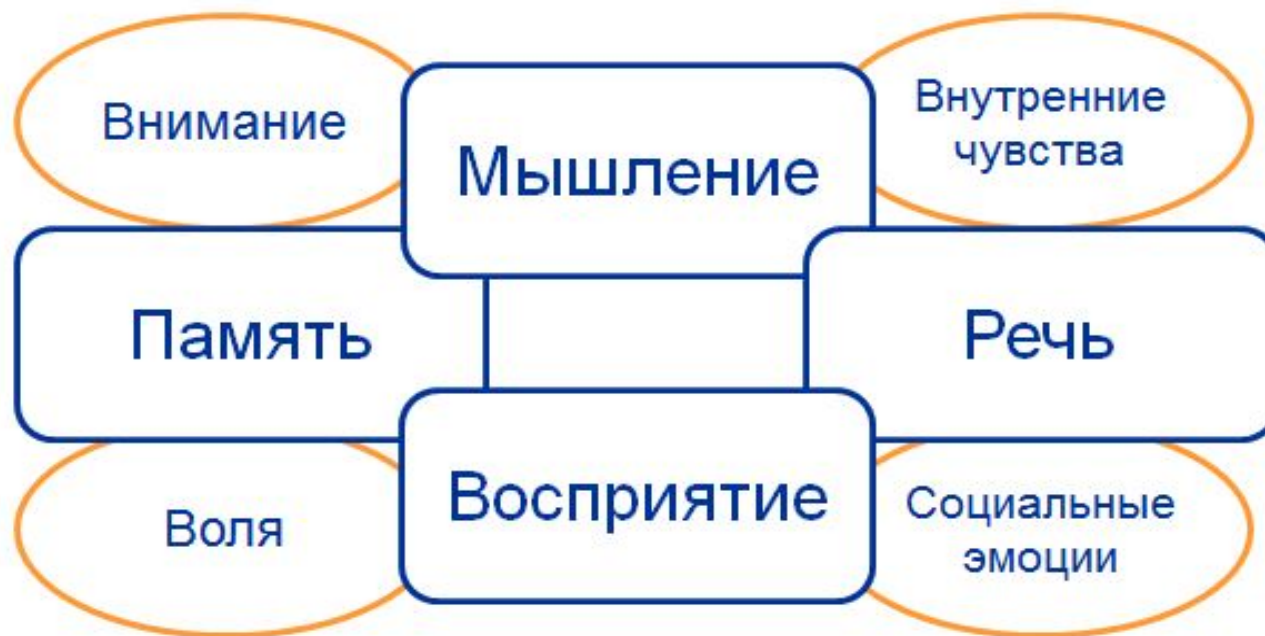 Внимание
Мышление
Внутренние
чувства
Память
Речь
Воля
Восприятие
Социальные
эмоции